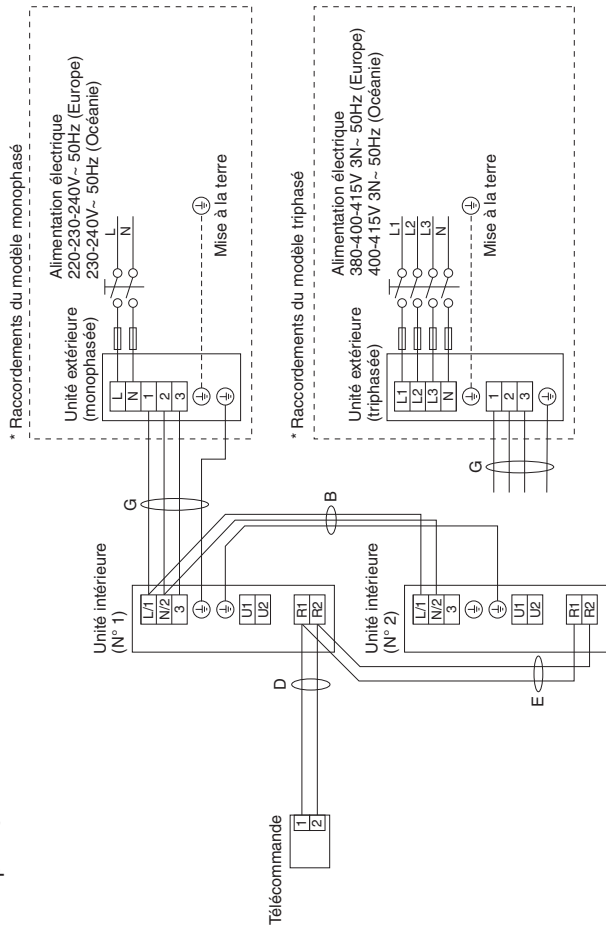 * Raccordements du modèle monophasé
Alimentation électrique
220-230-240V~ 50Hz (Europe)
230-240V~ 50Hz (Océanie)
L
N
Mise à la terre
Unité extérieure
(monophasée)
L
N
1
2
3
* Raccordements du modèle triphasé
Alimentation électrique
380-400-415V 3N~ 50Hz (Europe)
400-415V 3N~ 50Hz (Océanie)
L1
L2
L3
N
Mise à la terre
Unité extérieure
(triphasée)
L1
L2
L3
N
1
2
3
G
G
B
Unité intérieure
(N° 1)
L/1
N/2
3
U1
U2
R1
R2
Unité intérieure
(N° 2)
L/1
N/2
3
U1
U2
R1
R2
D
E
Télécommande
1
2